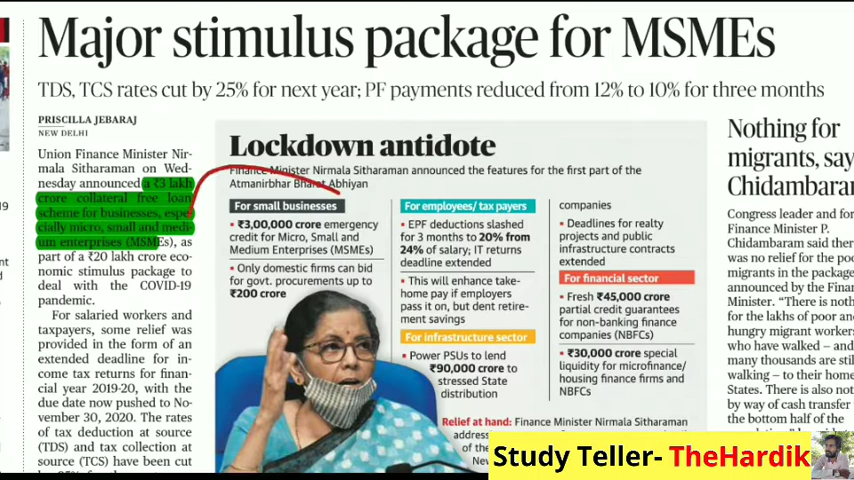 Major stimulus package for MSMEs
TDS, TCS rates cut by 25% for next year; PF payments reduced from 12% to 10% for three months
PRISCILLA JEBARAJ
NEW DELHI
Union Finance Minister Nir-
mala Sitharaman on Wed-
nesday announced a ₹3 lakh
crore collateral free loan
scheme for businesses, espe-
cially micro, small and medi-
um enterprises (MSMEs), as
part of a ₹20 lakh crore eco-
nomic stimulus package to
deal with the COVID-19
pandemic.
For salaried workers and
taxpayers, some relief was
provided in the form of an
extended deadline for in-
come tax returns for finan-
cial year 2019-20, with the
due date now pushed to No-
vember 30, 2020. The rates
of tax deduction at source
(TDS) and tax collection at
source (TCS) have been cut
Lockdown antidote
Finance Minister Nirmala Sitharaman announced the features for the first part of the
Atmanirbhar Bharat Abhiyan
For small businesses
▪ ₹3,00,000 crore emergency
credit for Micro, Small and
Medium Enterprises (MSMEs)
▪ Only domestic firms can bid
for govt. procurements up to
₹200 crore
For employees/ tax payers
▪ EPF deductions slashed
for 3 months to 20% from
24% of salary; IT returns
deadline extended
▪ This will enhance take-
home pay if employers
pass it on, but dent retire-
ment savings
For infrastructure sector
▪ Power PSUs to lend
₹90,000 crore to
stressed State
distribution
companies
▪ Deadlines for realty
projects and public
infrastructure contracts
extended
For financial sector
▪ Fresh ₹45,000 crore
partial credit guarantees
for non-banking finance
companies (NBFCs)
▪ ₹30,000 crore special
liquidity for microfinance/
housing finance firms and
NBFCs
Relief at hand: Finance Minister Nirmala Sitharaman
address
of the
New
Nothing for
migrants, say
Chidambaram
Congress leader and for
Finance Minister P.
Chidambaram said ther
was no relief for the poo
migrants in the package
announced by the Finan
Minister. "There is noth
for the lakhs of poor and
hungry migrant workers
who have walked – and
many thousands are still
walking – to their home
States. There is also not
by way of cash transfer
the bottom half of the
Study Teller- TheHardik